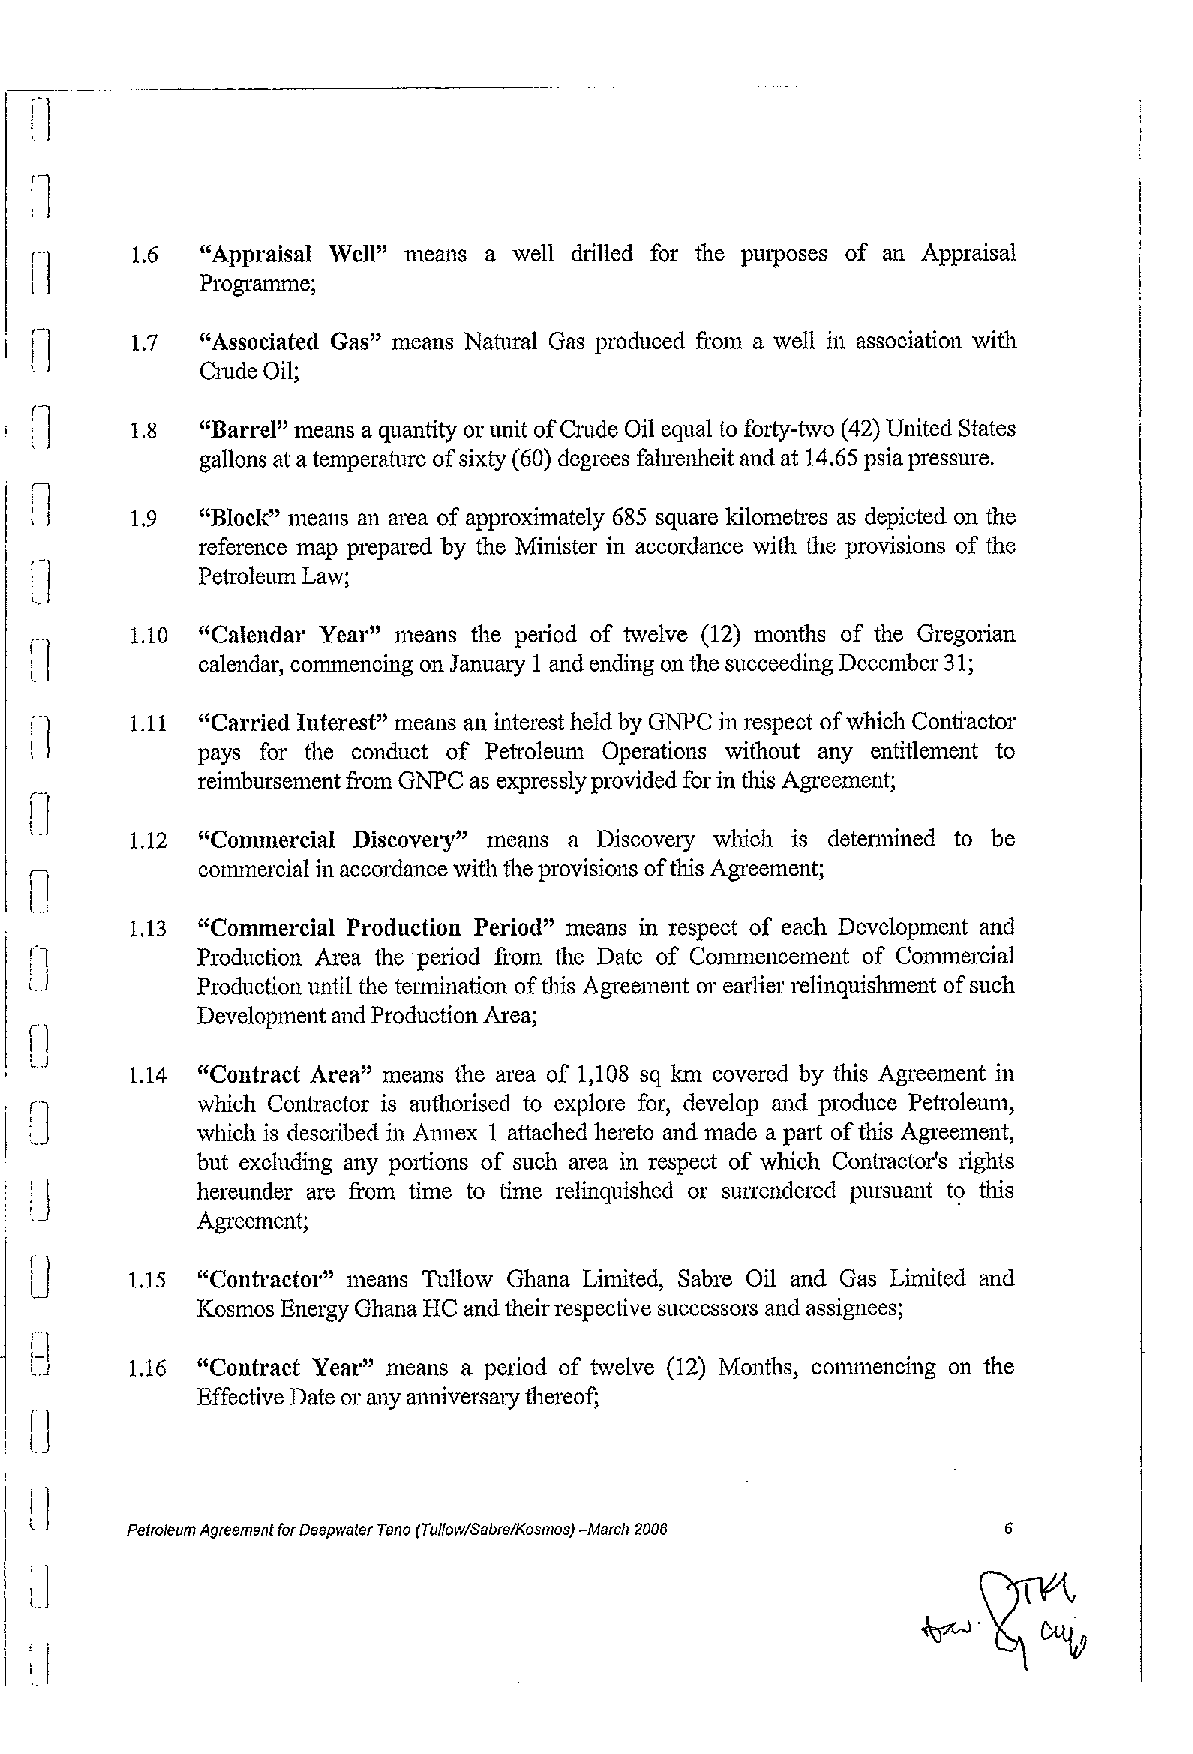 1.6 “Appraisal Well” means a well drilled for the purposes of an Appraisal
Programme;
1.7 “Associated Gas” means Natural Gas produced from a well in association with
Crude Oil;
1.8 “Barrel” means a quantity or unit of Crude Oil equal to forty-two (42) United States
gallons at a temperature of sixty (60) degrees fahrenheit and at 14.65 psia pressure.
1.9 “Block” means an area of approximately 685 square kilometres as depicted on the
reference map prepared by the Minister in accordance with the provisions of the
Petroleum Law;
1.10 “Calendar Year” means the period of twelve (12) months of the Gregorian
calendar, commencing on January 1 and ending on the succeeding December 31;
1.11 “Carried Interest” means an interest held by GNPC in respect of which Contractor
pays for the conduct of Petroleum Operations without any entitlement to
reimbursement from GNPC as expressly provided for in this Agreement;
1.12 “Commercial Discovery” means a Discovery which is determined to be
commercial in accordance with the provisions of this Agreement;
1.13 “Commercial Production Period” means in respect of each Development and
Production Area the period from the Date of Commencement of Commercial
Production until the termination of this Agreement or earlier relinquishment of such
Development and Production Area;
1.14 “Contract Area” means the area of 1,108 sq km covered by this Agreement in
which Contractor is authorised to explore for, develop and produce Petroleum,
which is described in Annex 1 attached hereto and made a part of this Agreement,
but excluding any portions of such area in respect of which Contractor's rights
hereunder are from time to time relinquished or surrendered pursuant to this
Agreement;
1.15 “Contractor” means Tullow Ghana Limited, Sabre Oil and Gas Limited and
Kosmos Energy Ghana HC and their respective successors and assignees;
1.16 “Contract Year” means a period of twelve (12) Months, commencing on the
Effective Date or any anniversary thereof;
Petroleum Agreement for Deepwater Tano (Tullow/Sabre/Kosmos) –March 2006 6